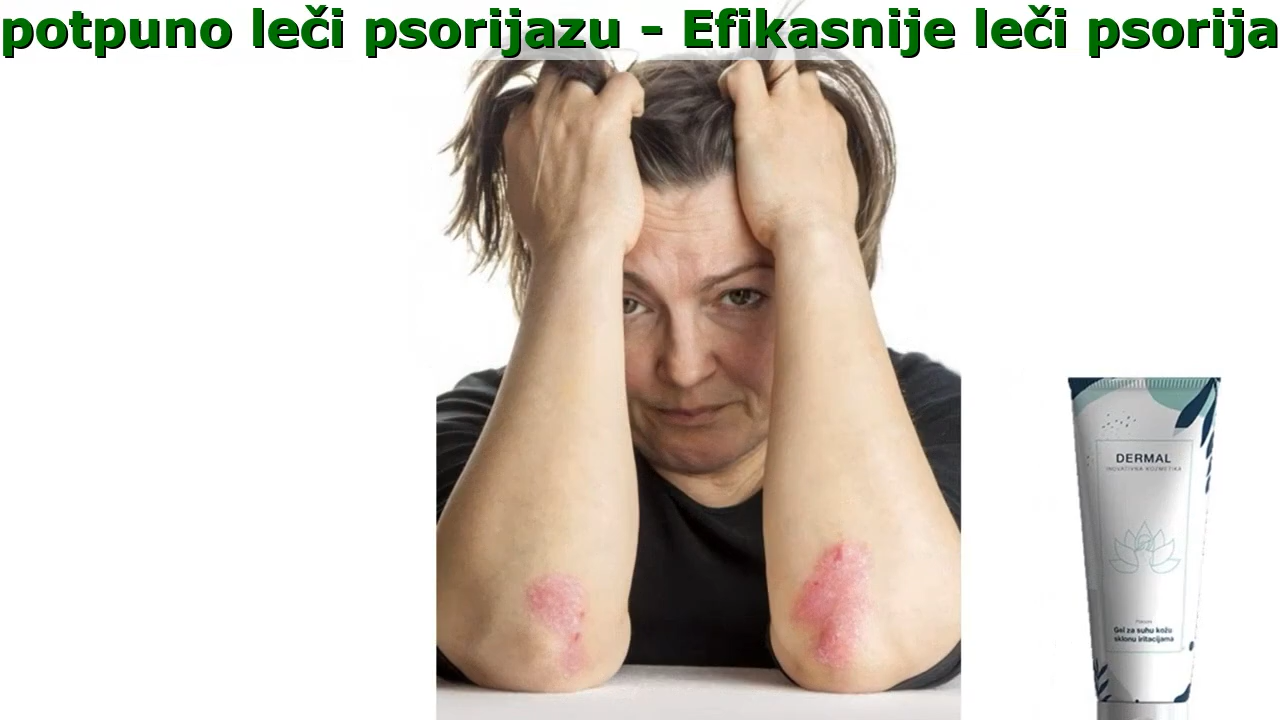 potpuno leči psorijazu - Efikasnije leči psorija
DERMAL
INOVATIVNA KOZMETIKA
Gel za suhu kožu
sklonu iritacijama